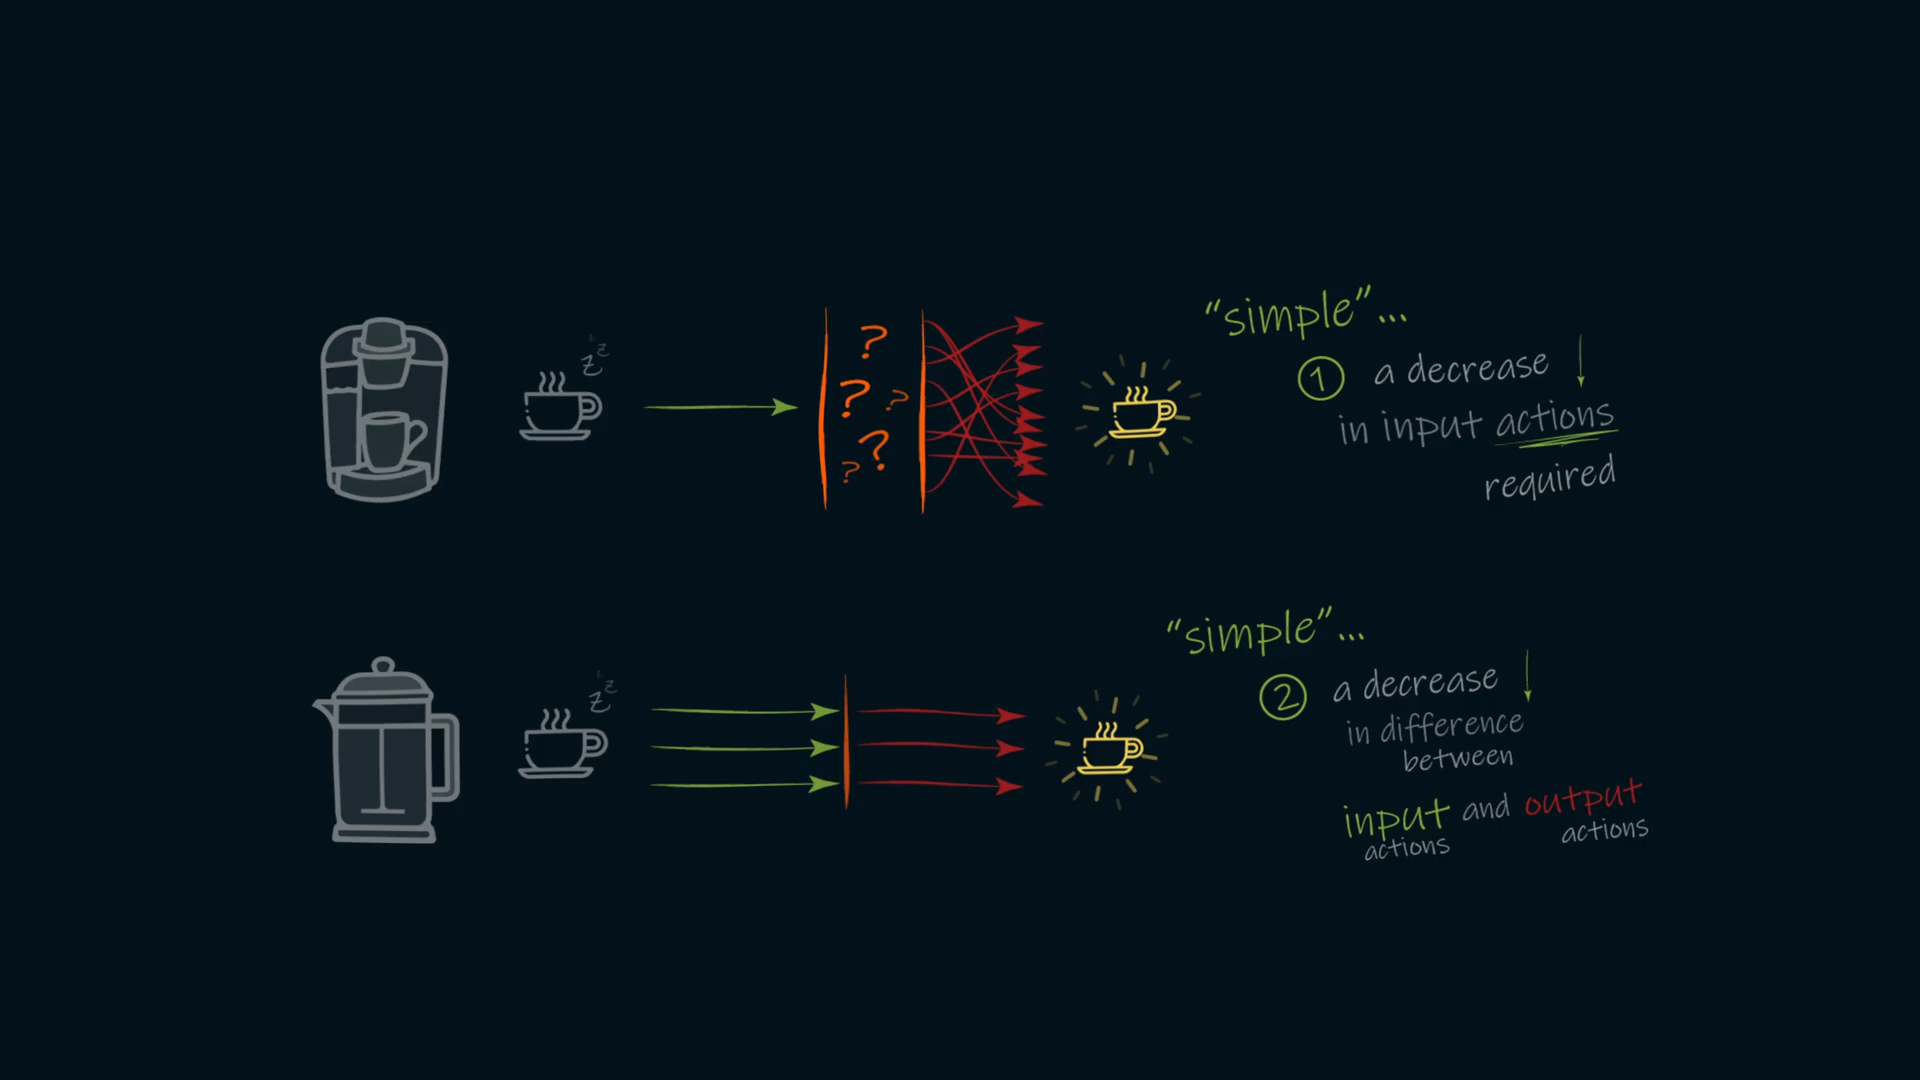 z z z
? ? ? ? ?
"simple"...
1 a decrease
in input actions
required
z z z
"simple"...
2 a decrease
in difference
between
input and output
actions actions